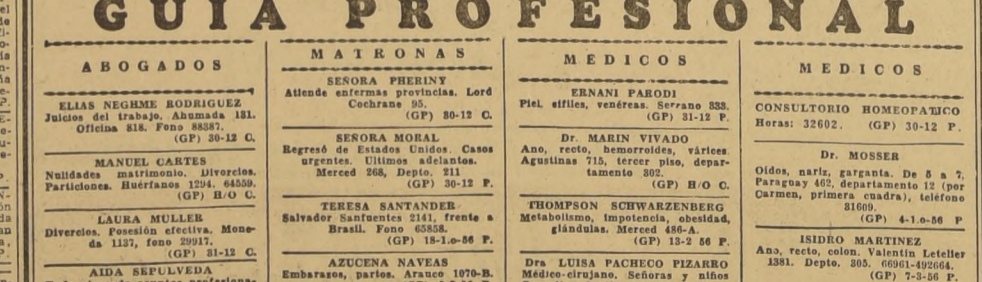 GUIA PROFESIONAL
ABOGADOS
ELIAS NEGHME RODRIGUEZ
Juicios del trabajo. Ahumada 131.
Oficina 818. Fono 88387.
(GP) 30-12 C.
MANUEL CARTES
Nulidades matrimonio. Divorcios.
Particiones. Huérfanos 1294. 64559.
(GP) H/O C.
LAURA MULLER
Divorcios. Posesión efectiva. Mone-
da 1137, fono 29917.
(GP) 31-12 C.
AIDA SEPULVEDA
MATRONAS
SEÑORA PHERINY
Atiende enfermas provincias. Lord
Cochrane 95.
(GP) 30-12 C.
SEÑORA MORAL
Regresó de Estados Unidos. Casos
urgentes. Ultimos adelantos.
Merced 268, Depto. 211
(GP) 30-12 P.
TERESA SANTANDER
Salvador Sanfuentes 2141, frente a
Brasil. Fono 65858.
(GP) 18-1.o-56 P.
AZUCENA NAVEAS
Embarazos, partos. Arauco 1070-B.
MEDICOS
ERNANI PARODI
Piel, sífiles, venéreas. Serrano 333.
(GP) 31-12 P.
Dr. MARIN VIVADO
Ano, recto, hemorroides, várices.
Agustinas 715, tercer piso, depar-
tamento 302.
(GP) H/O C.
THOMPSON SCHWARZENBERG
Metabolismo, impotencia, obesidad,
glándulas. Merced 486-A.
(GP) 13-2 56 P.
Dra LUISA PACHECO PIZARRO
Médico-cirujano. Señoras y niños
MEDICOS
CONSULTORIO HOMEOPATICO
Horas: 32602. (GP) 30-12 P.
Dr. MOSSER
Oídos, nariz, garganta. De 5 a 7,
Paraguay 462, departamento 12 (por
Carmen, primera cuadra), teléfono
31609.
(GP) 4-1.o-56 P
ISIDRO MARTINEZ
Ano, recto, colon. Valentín Letelier
1381. Depto. 305. 66961-492664.
(GP) 7-3-56 P.